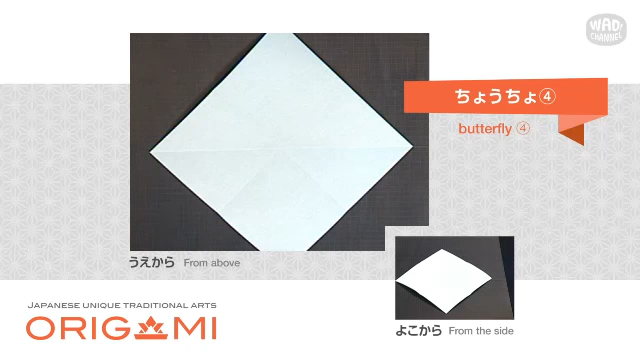 WAD!
CHANNEL
ちょうちょ④
butterfly ④
うえから From above
よこから From the side
JAPANESE UNIQUE TRADITIONAL ARTS
ORIGAMI